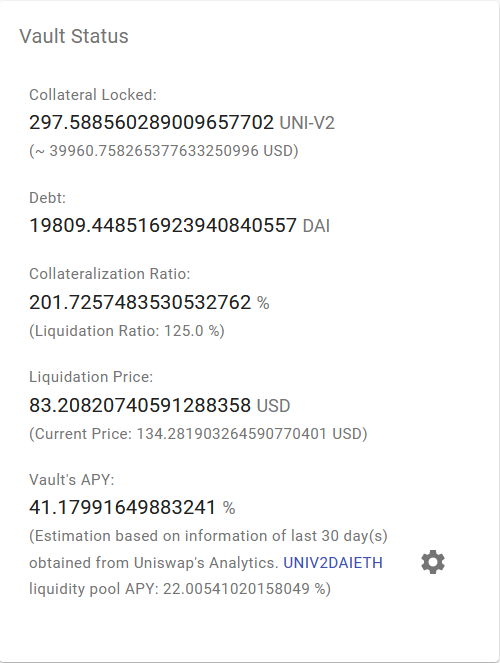 Vault Status
Collateral Locked:
297.588560289009657702 UNI-V2
(~ 39960.758265377633250996 USD)
Debt:
19809.448516923940840557 DAI
Collateralization Ratio:
201.7257483530532762 %
(Liquidation Ratio: 125.0 %)
Liquidation Price:
83.20820740591288358 USD
(Current Price: 134.281903264590770401 USD)
Vault's APY:
41.17991649883241 %
(Estimation based on information of last 30 day(s)
obtained from Uniswap's Analytics. UNIV2DAIETH
liquidity pool APY: 22.00541020158049 %)